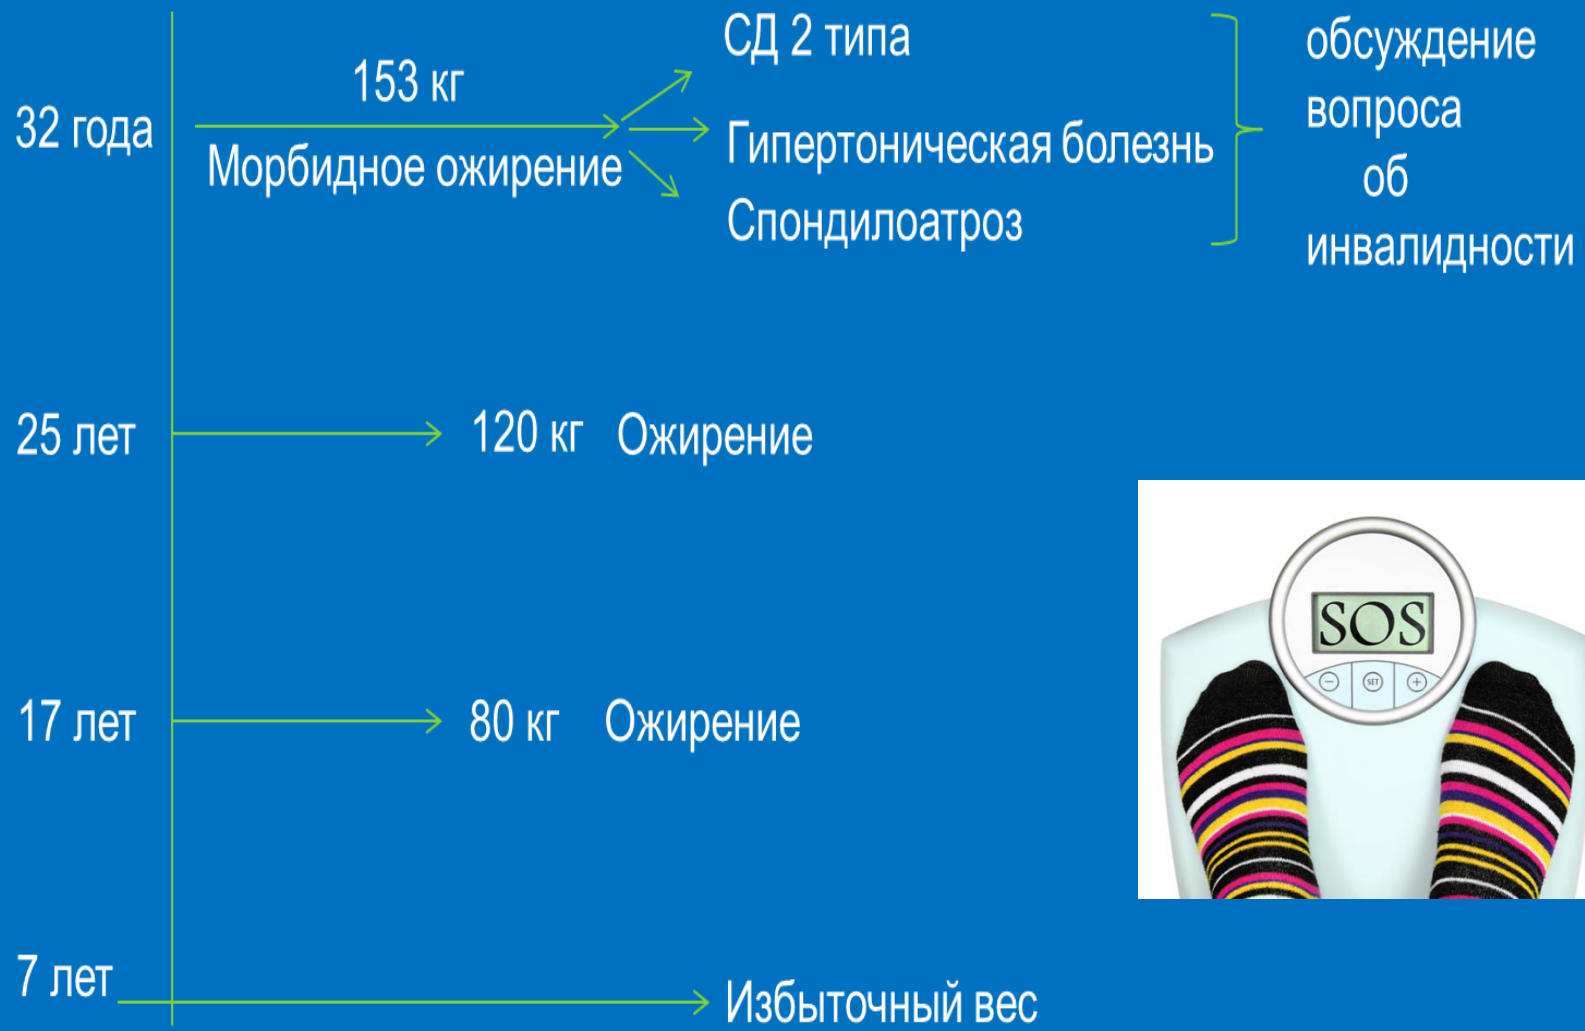 32 года
153 кг
Морбидное ожирение
СД 2 типа
Гипертоническая болезнь
Спондилоатроз
обсуждение
вопроса
об
инвалидности
25 лет
120 кг Ожирение
17 лет
80 кг Ожирение
SOS
SET
7 лет
Избыточный вес